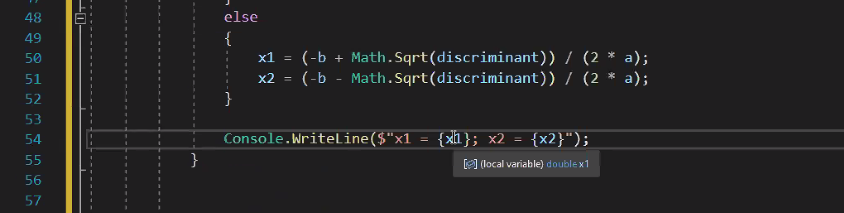 47
48 else
49 {
50 x1 = (-b + Math.Sqrt(discriminant)) / (2 * a);
51 x2 = (-b - Math.Sqrt(discriminant)) / (2 * a);
52 }
53
54 Console.WriteLine($"x1 = {x1}; x2 = {x2}");
(local variable) double x1
55 }
56
57